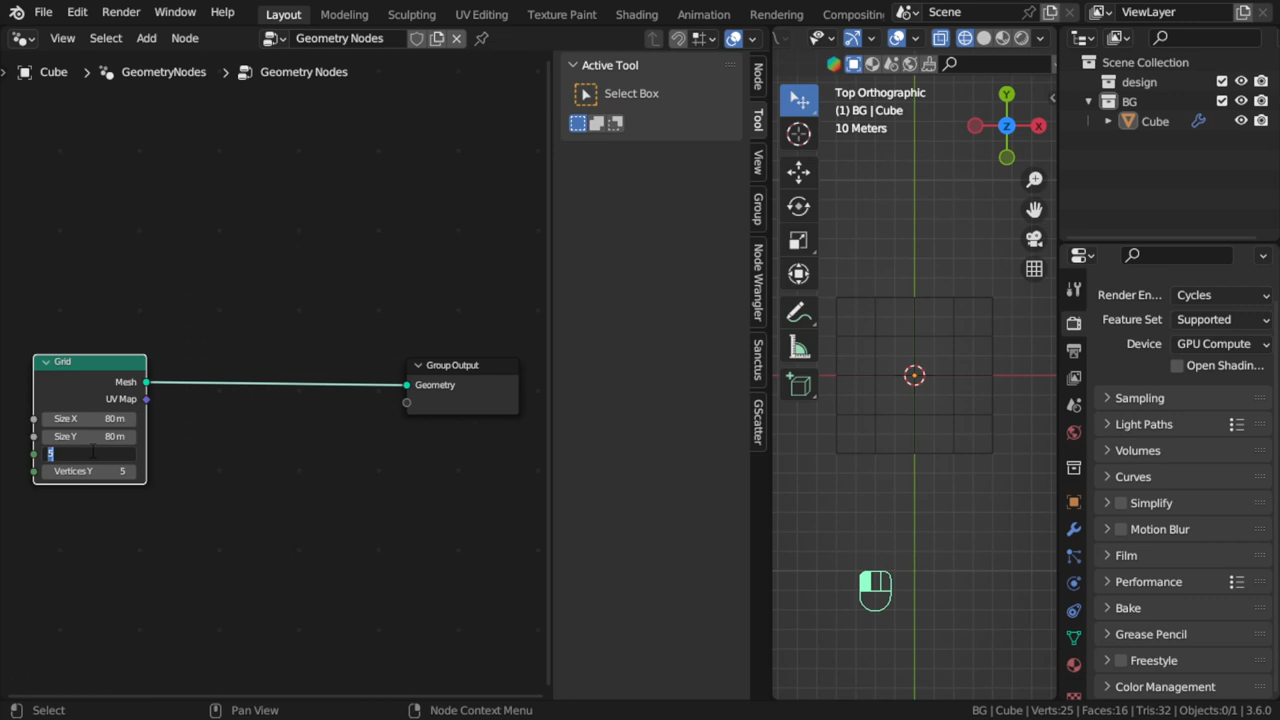 File Edit Render Window Help Layout Modeling Sculpting UV Editing Texture Paint Shading Animation Rendering Scene ViewLayer
View Select Add Node Geometry Nodes
Cube > GeometryNodes > Geometry Nodes
Active Tool
Select Box
Node
Tool
View
Group
Node Wrangler
Sanctus
GScatter
Grid
Mesh
UV Map
Size X 80 m
Size Y 80 m
5
Vertices Y 5
Group Output
Geometry
Top Orthographic
(1) BG | Cube
10 Meters
Y
Z
X
Scene Collection
design
BG
Cube
Render En... Cycles
Feature Set Supported
Device GPU Compute
Open Shadin...
Sampling
Light Paths
Volumes
Curves
Simplify
Motion Blur
Film
Performance
Bake
Grease Pencil
Freestyle
Color Management
Select Pan View Node Context Menu BG | Cube | Verts:25 | Faces:16 | Tris:32 | Objects:0/1 | 3.6.0